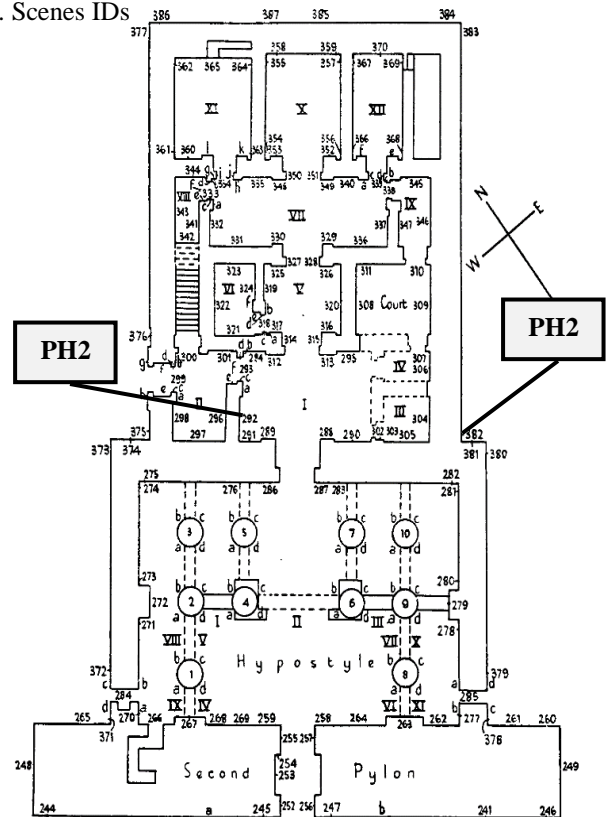 . Scenes IDs
386 387 385 384
377 383
358 359 370
362 365 364 355 357 367 369
XI X XII
354 356 366 368
361 360 363 353 352
344 350 351 340 345
335 348 349 338
VIII VII IX
343 341 332 337 347 346
342 331 330 329 336
327 328 310
323 325 326 311
VI V
324 319
322 320 308 Court 309
318
321 317 316
376 314 315
PH2 PH2
300 301 294 312 313 295 307
293 IV 306
299 I
II III
298 296 292 304
375 297 291 289 288 290 302 303 305 382
373 374 381 380
275 282
274 276 286 287 283 281
b c b c b c b c
3 5 7 10
a d a d a d a d
273 280
272 2 4 6 9 279
271 I II III 278
VIII V VII X
Hypostyle
372 1 8 379
c b a d
284 285
d a IX IV VI XI b c
265 270 266 267 268 269 259 258 264 263 262 277 261 260
371 378
255 257
248 254 249
Second 253 Pylon
244 a 245 252 256 247 b 241 246
N
E
W